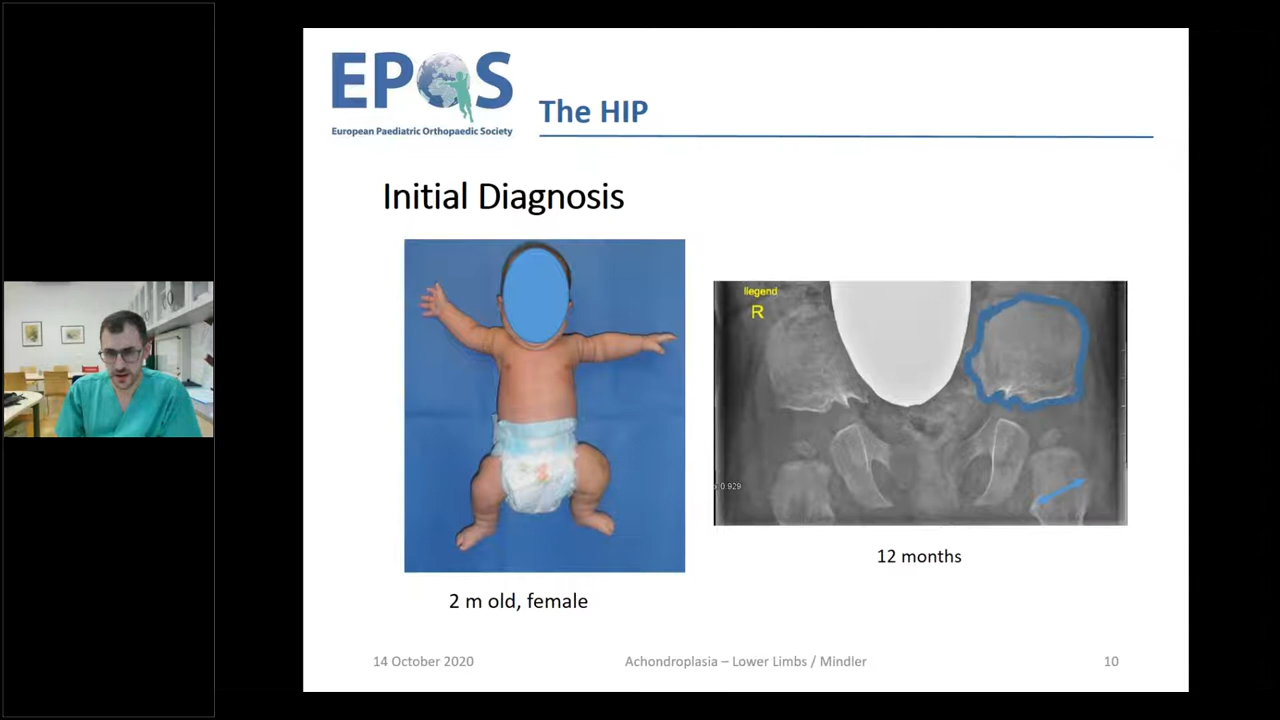 EPOS
European Paediatric Orthopaedic Society
The HIP
Initial Diagnosis
liegend
R
0.929
12 months
2 m old, female
14 October 2020
Achondroplasia – Lower Limbs / Mindler
10